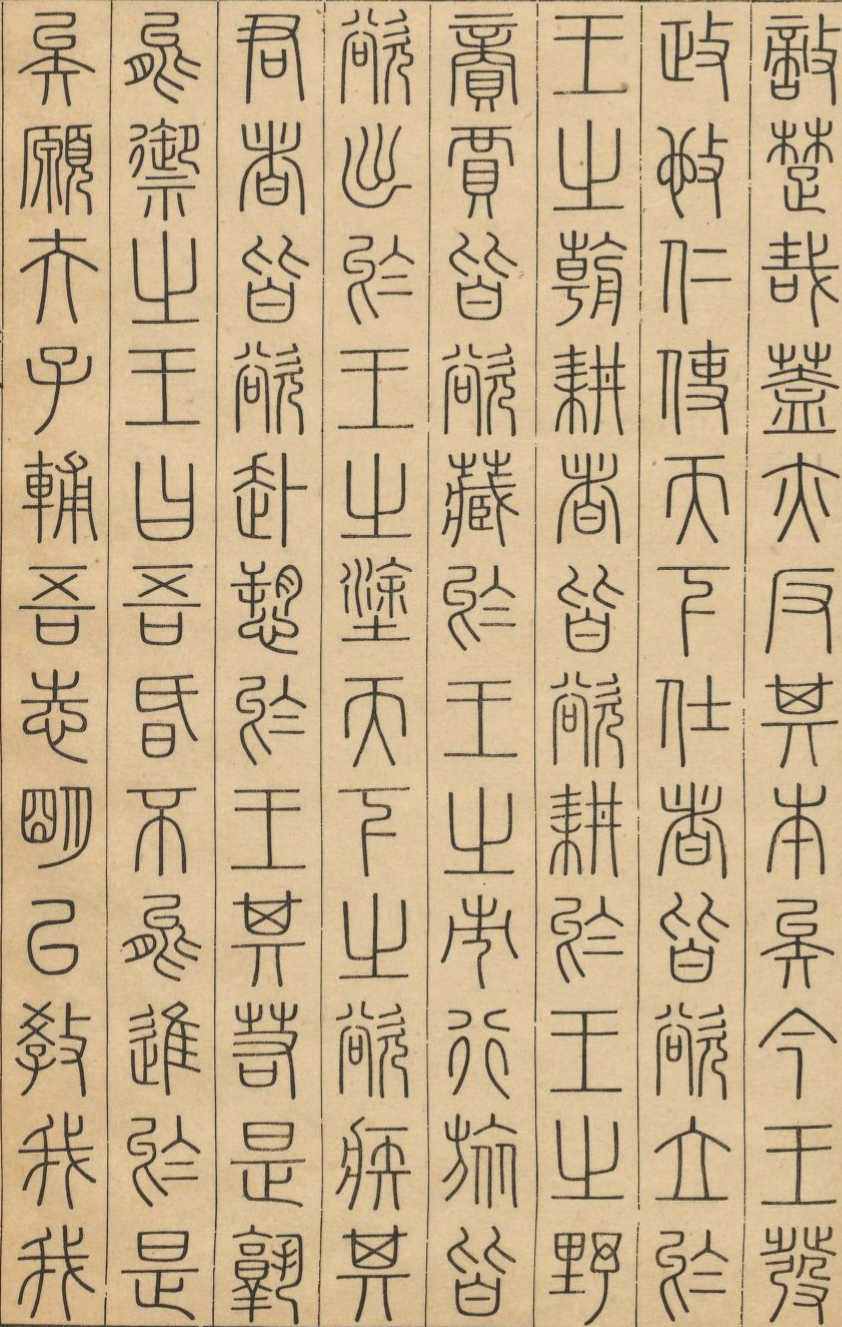 敵楚哉蓋亦反其本矣今王發
政施仁使天下仕者皆欲立於
王之朝耕者皆欲耕於王之野
商賈皆欲藏於王之市行旅皆
欲出於王之塗天下之欲疾其
君者皆欲赴愬於王其若是孰
能禦之王曰吾昏不能進於是
矣願夫子輔吾志明以教我我